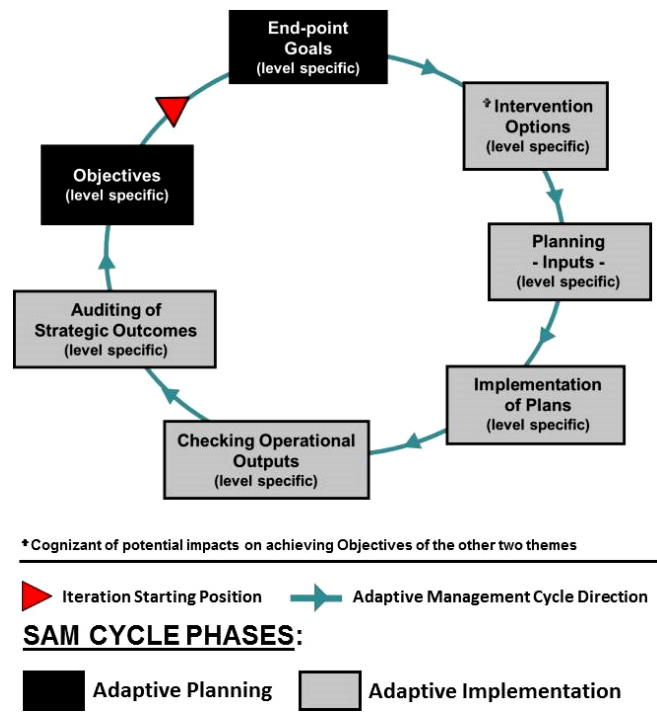 End-point
Goals
(level specific)
✞Intervention
Options
(level specific)
Planning
- Inputs -
(level specific)
Implementation
of Plans
(level specific)
Checking Operational
Outputs
(level specific)
Auditing of
Strategic Outcomes
(level specific)
Objectives
(level specific)
✞Cognizant of potential impacts on achieving Objectives of the other two themes
Iteration Starting Position
Adaptive Management Cycle Direction
SAM CYCLE PHASES:
Adaptive Planning
Adaptive Implementation